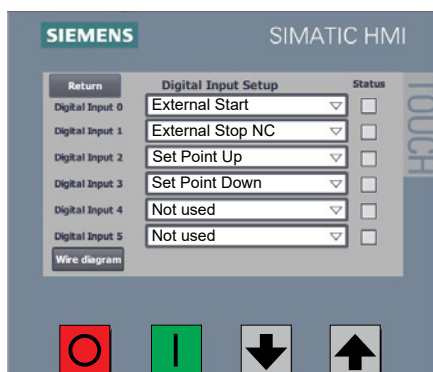 SIEMENS SIMATIC HMI
TOUCH
Return Digital Input Setup Status
Digital Input 0 External Start
Digital Input 1 External Stop NC
Digital Input 2 Set Point Up
Digital Input 3 Set Point Down
Digital Input 4 Not used
Digital Input 5 Not used
Wire diagram